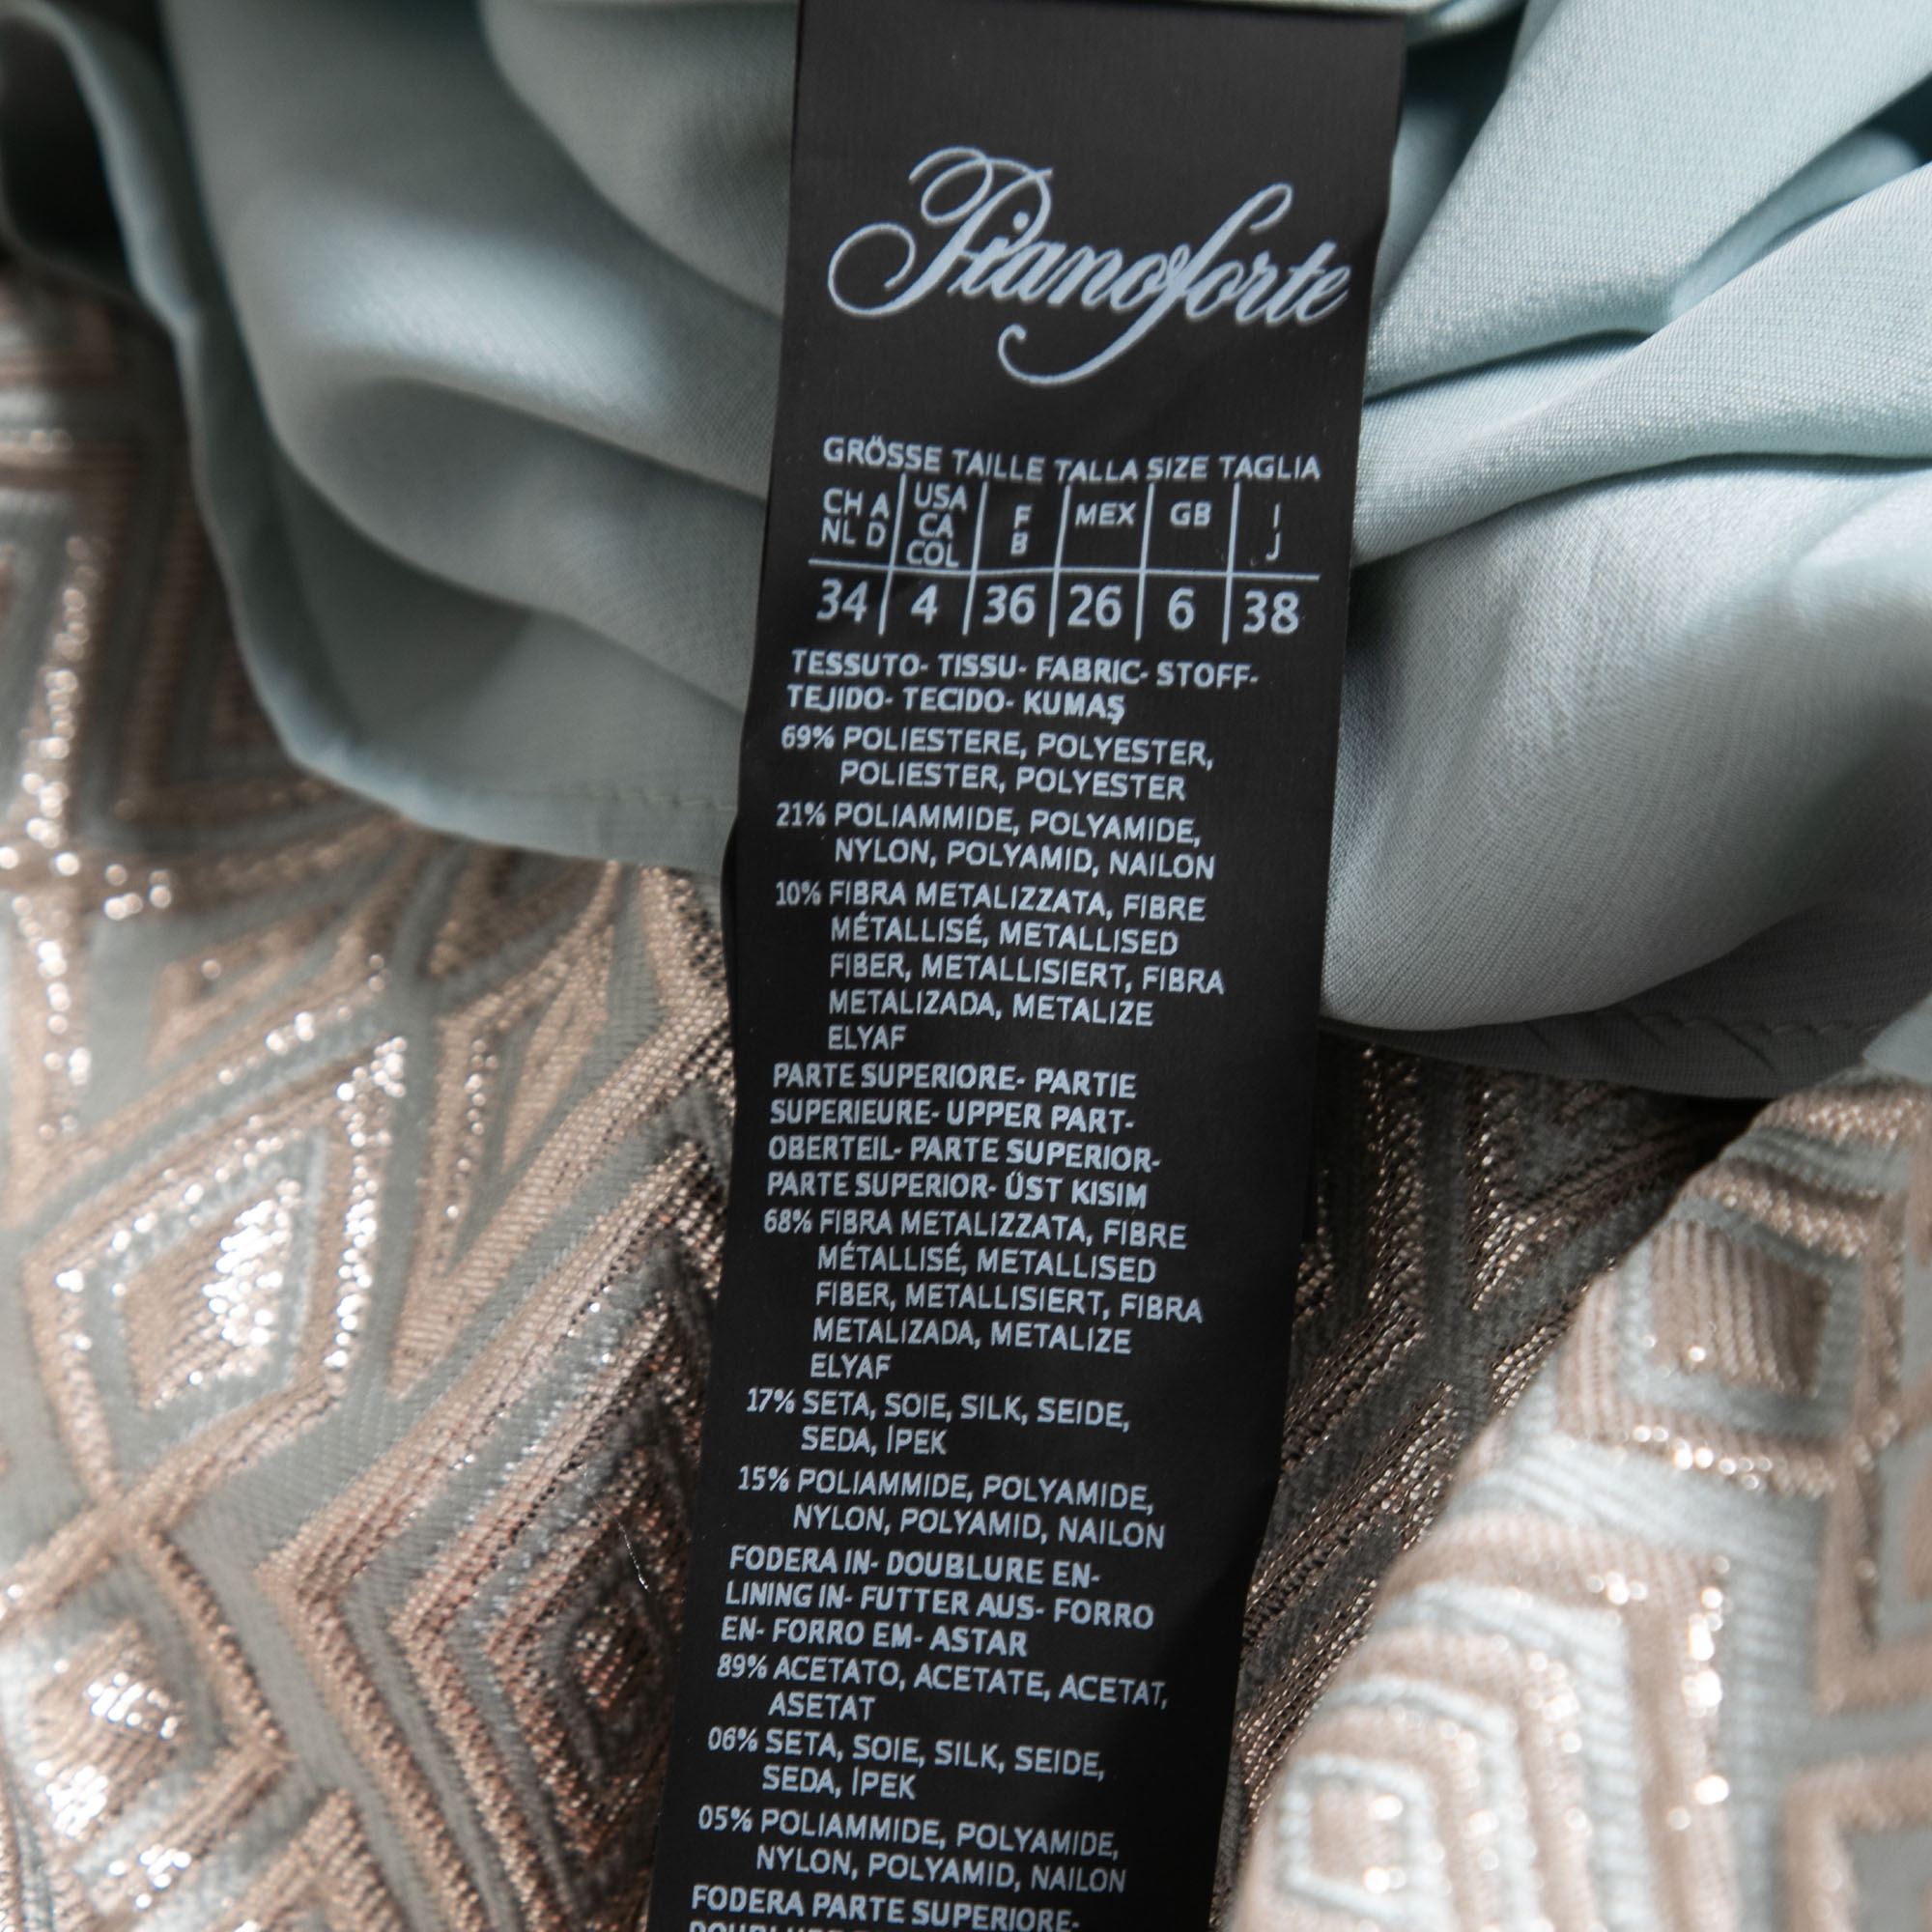 Pianoforte
GRÖSSE TAILLE TALLA SIZE TAGLIA
CH A NL D | USA CA COL | F B | MEX | GB | I J
34 | 4 | 36 | 26 | 6 | 38
TESSUTO- TISSU- FABRIC- STOFF-
TEJIDO- TECIDO- KUMAŞ
69% POLIESTERE, POLYESTER,
POLIESTER, POLYESTER
21% POLIAMMIDE, POLYAMIDE,
NYLON, POLYAMID, NAILON
10% FIBRA METALIZZATA, FIBRE
MÉTALLISÉ, METALLISED
FIBER, METALLISIERT, FIBRA
METALIZADA, METALIZE
ELYAF
PARTE SUPERIORE- PARTIE
SUPERIEURE- UPPER PART-
OBERTEIL- PARTE SUPERIOR-
PARTE SUPERIOR- ÜST KISIM
68% FIBRA METALIZZATA, FIBRE
MÉTALLISÉ, METALLISED
FIBER, METALLISIERT, FIBRA
METALIZADA, METALIZE
ELYAF
17% SETA, SOIE, SILK, SEIDE,
SEDA, İPEK
15% POLIAMMIDE, POLYAMIDE,
NYLON, POLYAMID, NAILON
FODERA IN- DOUBLURE EN-
LINING IN- FUTTER AUS- FORRO
EN- FORRO EM- ASTAR
89% ACETATO, ACETATE, ACETAT,
ASETAT
06% SETA, SOIE, SILK, SEIDE,
SEDA, İPEK
05% POLIAMMIDE, POLYAMIDE,
NYLON, POLYAMID, NAILON
FODERA PARTE SUPERIORE-